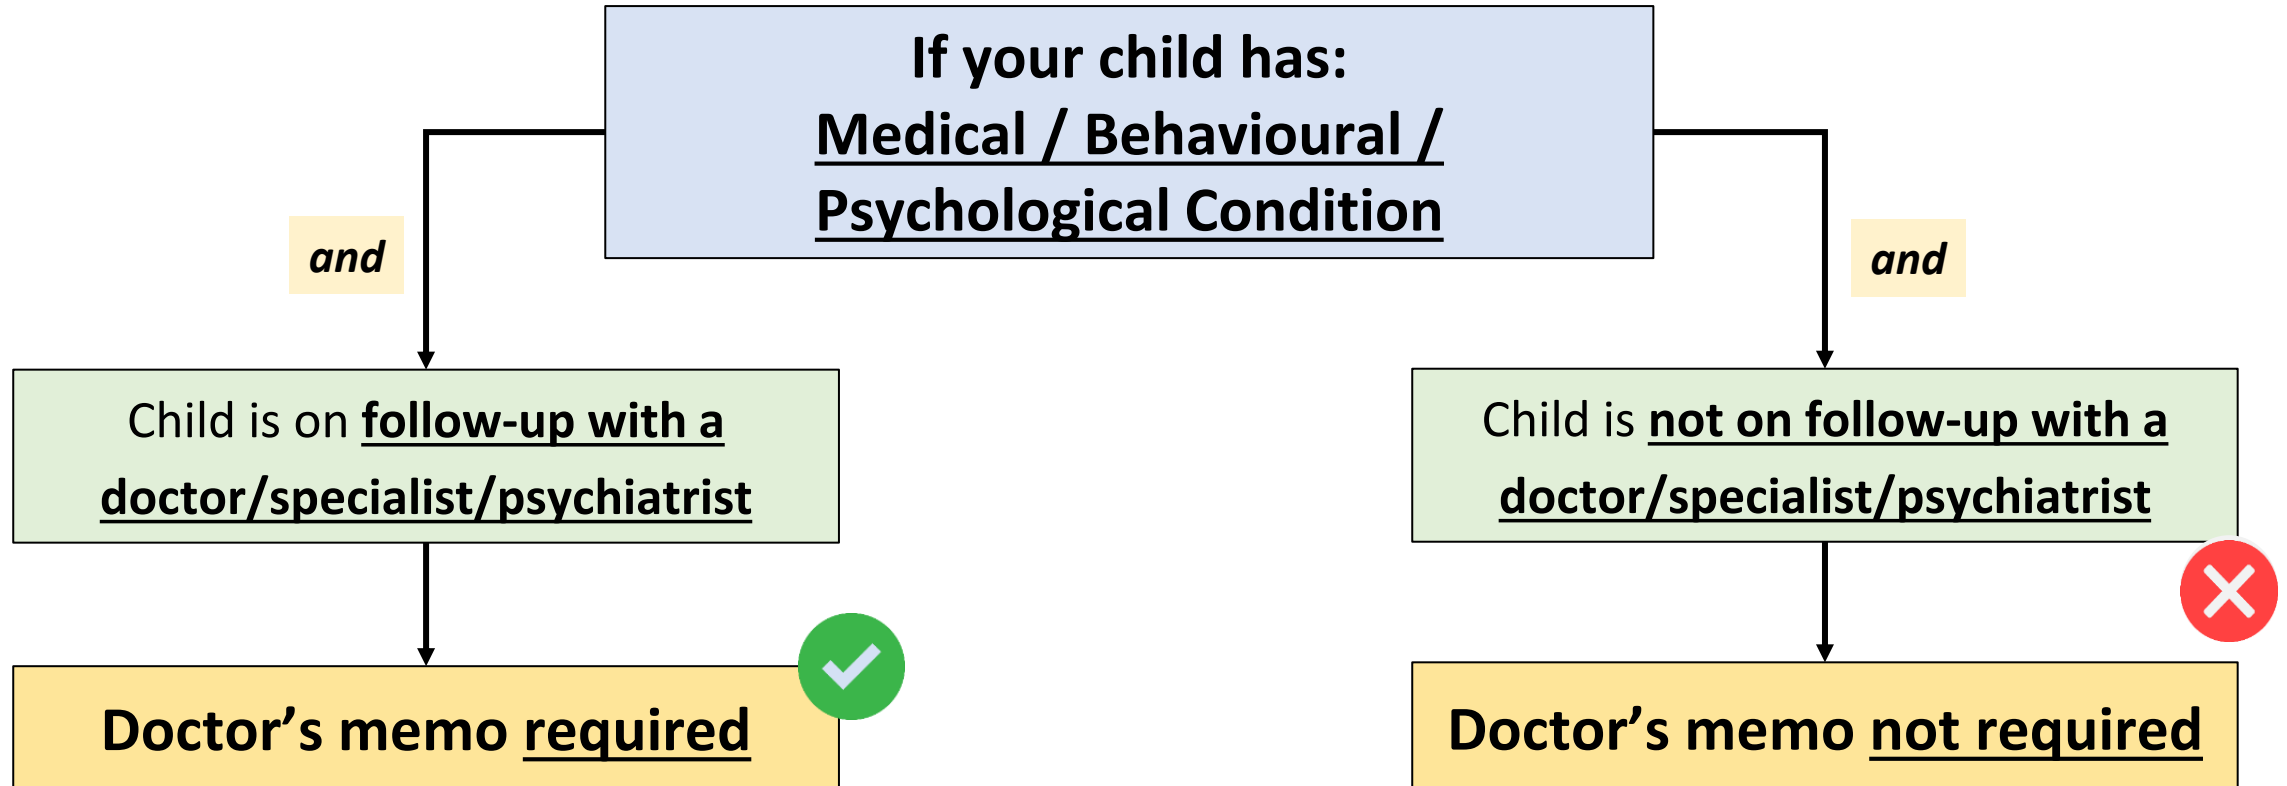 If your child has:
Medical / Behavioural /
Psychological Condition
and
and
Child is on follow-up with a
doctor/specialist/psychiatrist
Child is not on follow-up with a
doctor/specialist/psychiatrist
Doctor’s memo required
Doctor’s memo not required